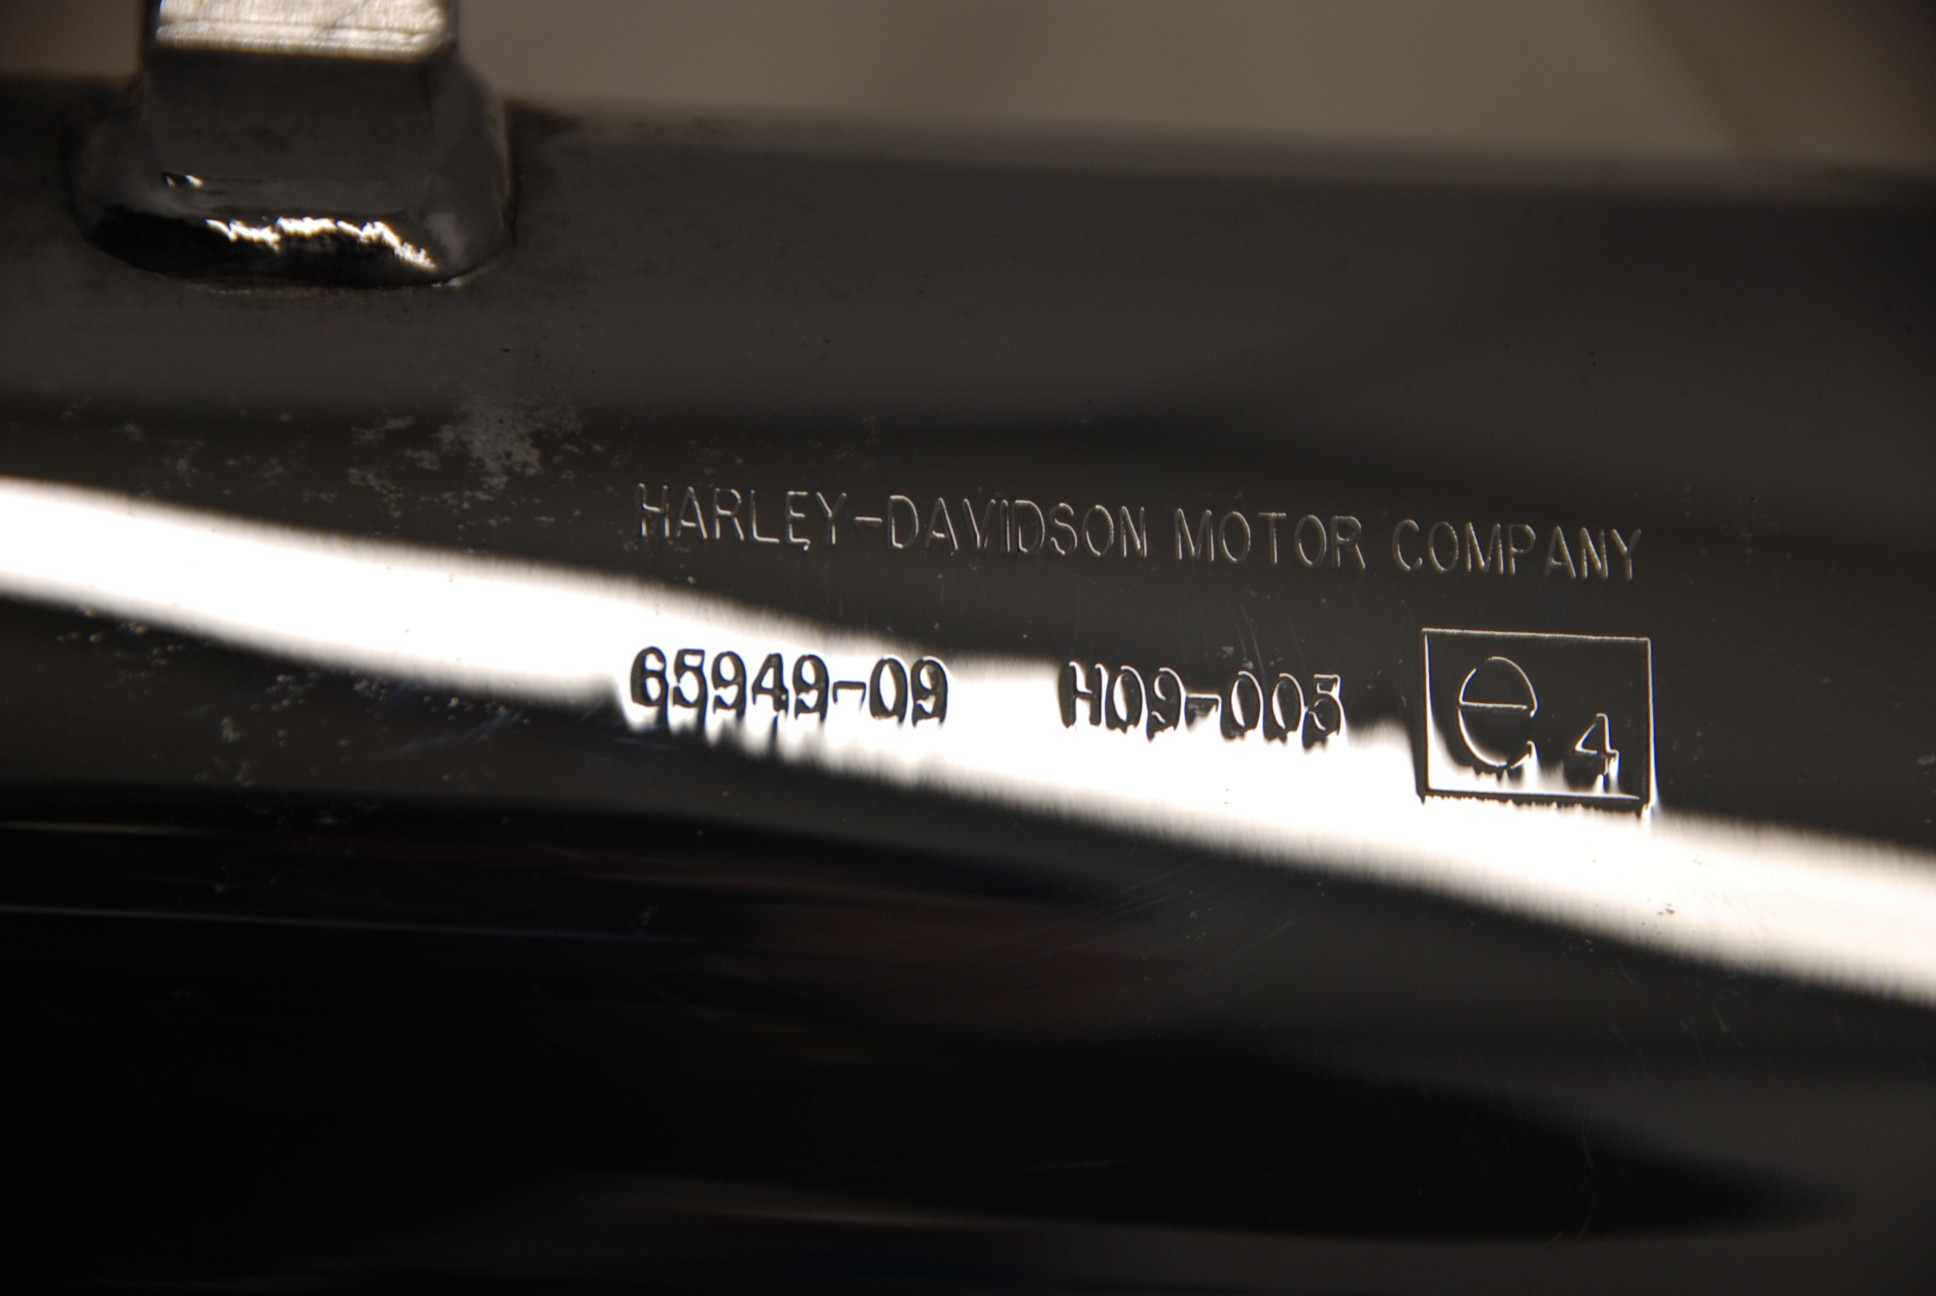 HARLEY-DAVIDSON MOTOR COMPANY
65949-09 H09-005 e4